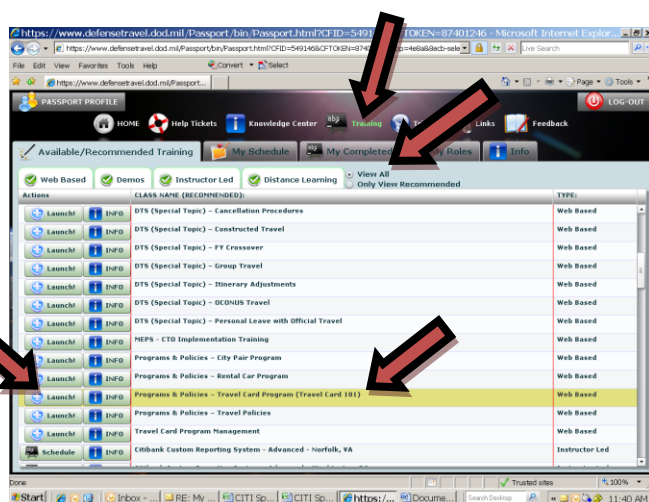 https://www.defensetravel.dod.mil/Passport/bin/Passport.html?CFID=5491 TOKEN=87401246 - Microsoft Internet Explor...
https://www.defensetravel.dod.mil/Passport/bin/Passport.html?CFID=549146&CFTOKEN=874 Live Search
File Edit View Favorites Tools Help Convert Select
https://www.defensetravel.dod.mil/Passport... Page Tools
PASSPORT PROFILE LOG-OUT
HOME Help Tickets Knowledge Center Training Links Feedback
Available/Recommended Training My Schedule My Completed My Roles Info
Web Based Demos Instructor Led Distance Learning View All
Only View Recommended
Actions CLASS NAME (RECOMMENDED): TYPE:
Launch! INFO DTS (Special Topic) – Cancellation Procedures Web Based
Launch! INFO DTS (Special Topic) – Constructed Travel Web Based
Launch! INFO DTS (Special Topic) – FY Crossover Web Based
Launch! INFO DTS (Special Topic) – Group Travel Web Based
Launch! INFO DTS (Special Topic) – Itinerary Adjustments Web Based
Launch! INFO DTS (Special Topic) – OCONUS Travel Web Based
Launch! INFO DTS (Special Topic) – Personal Leave with Official Travel Web Based
Launch! INFO MEPS - CTO Implementation Training Web Based
Launch! INFO Programs & Policies – City Pair Program Web Based
Launch! INFO Programs & Policies – Rental Car Program Web Based
Launch! INFO Programs & Policies – Travel Card Program (Travel Card 101) Web Based
Launch! INFO Programs & Policies – Travel Policies Web Based
Launch! INFO Travel Card Program Management Web Based
Schedule INFO Citibank Custom Reporting System - Advanced - Norfolk, VA Instructor Led
Done Trusted sites 100%
Start Inbox - ... RE: My ... CITI Sp... CITI Sp... https:/... Docume... Search Desktop 11:40 AM